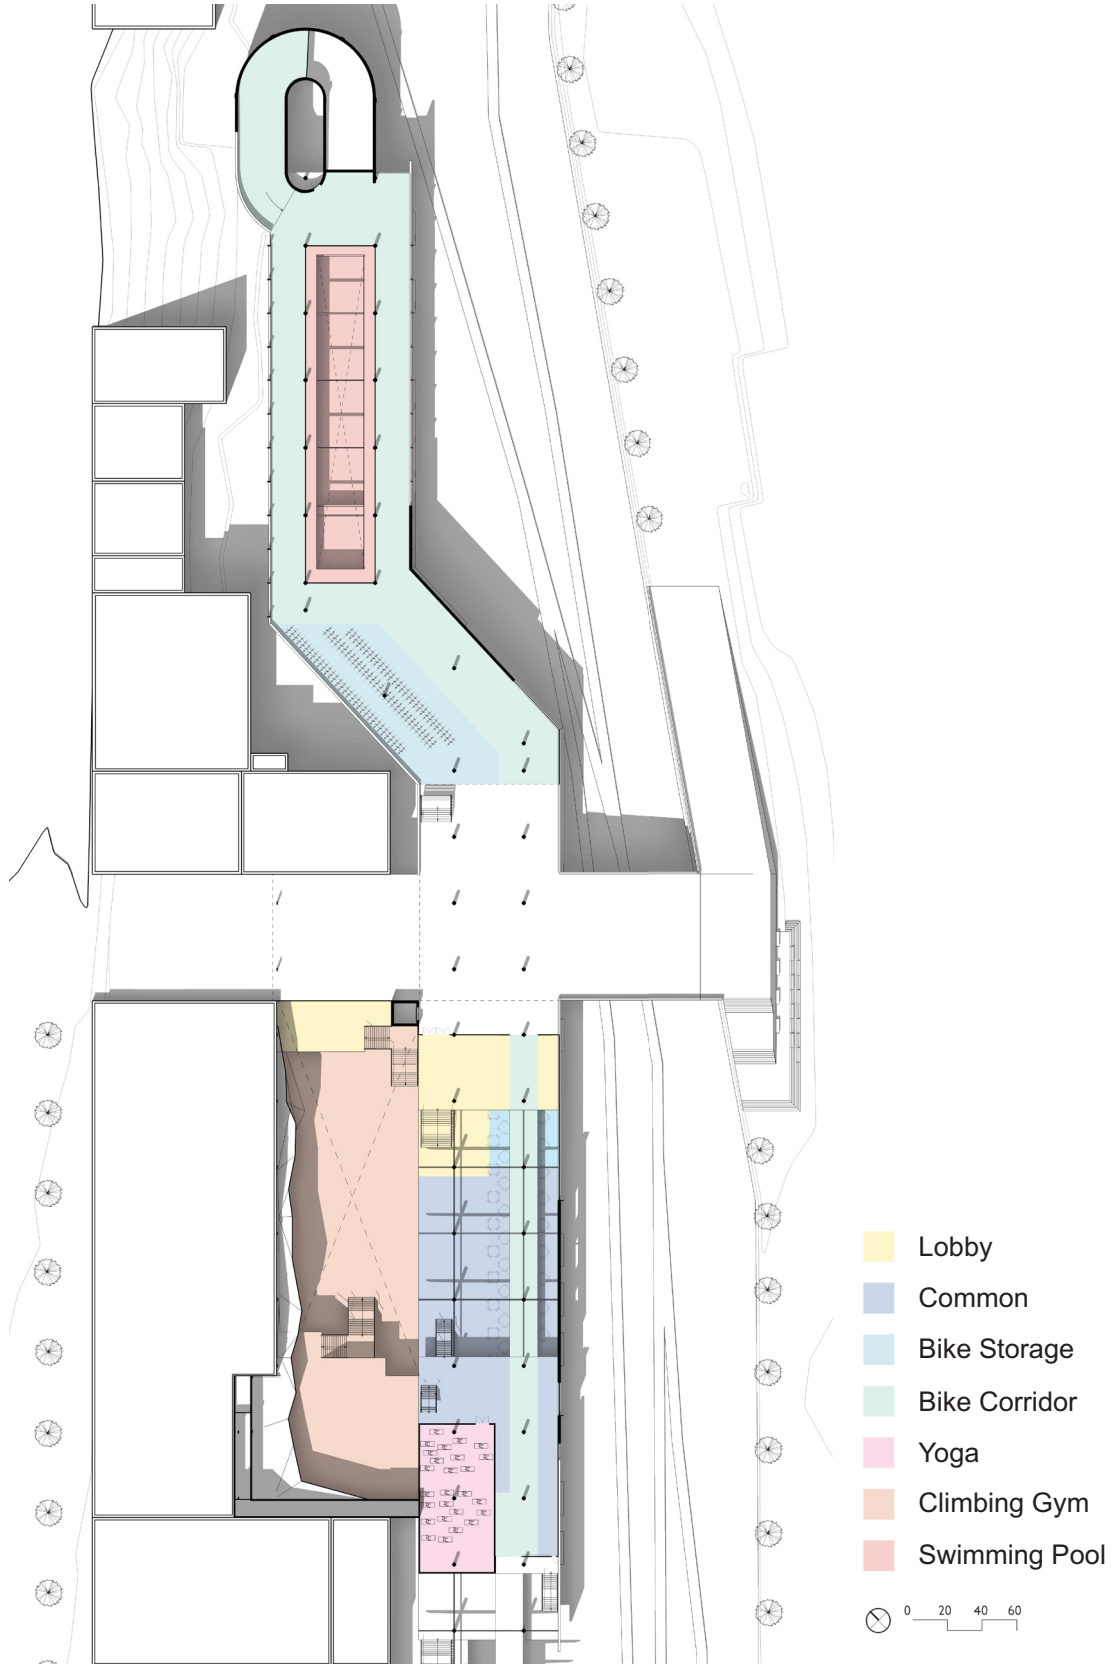 Lobby
Common
Bike Storage
Bike Corridor
Yoga
Climbing Gym
Swimming Pool
0 20 40 60